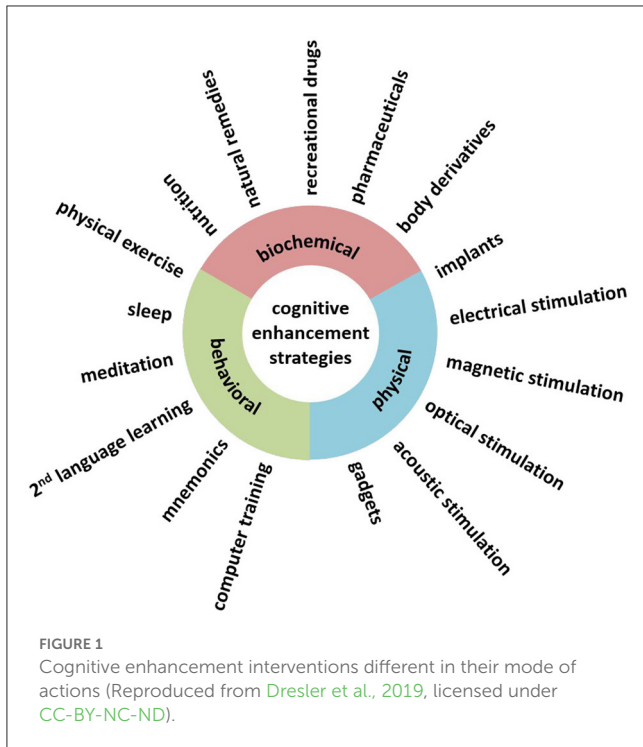 recreational drugs
pharmaceuticals
body derivatives
implants
electrical stimulation
magnetic stimulation
optical stimulation
acoustic stimulation
gadgets
computer training
mnemonics
2nd language learning
meditation
sleep
physical exercise
nutrition
natural remedies
biochemical
physical
behavioral
cognitive
enhancement
strategies
FIGURE 1
Cognitive enhancement interventions different in their mode of
actions (Reproduced from Dresler et al., 2019, licensed under
CC-BY-NC-ND).